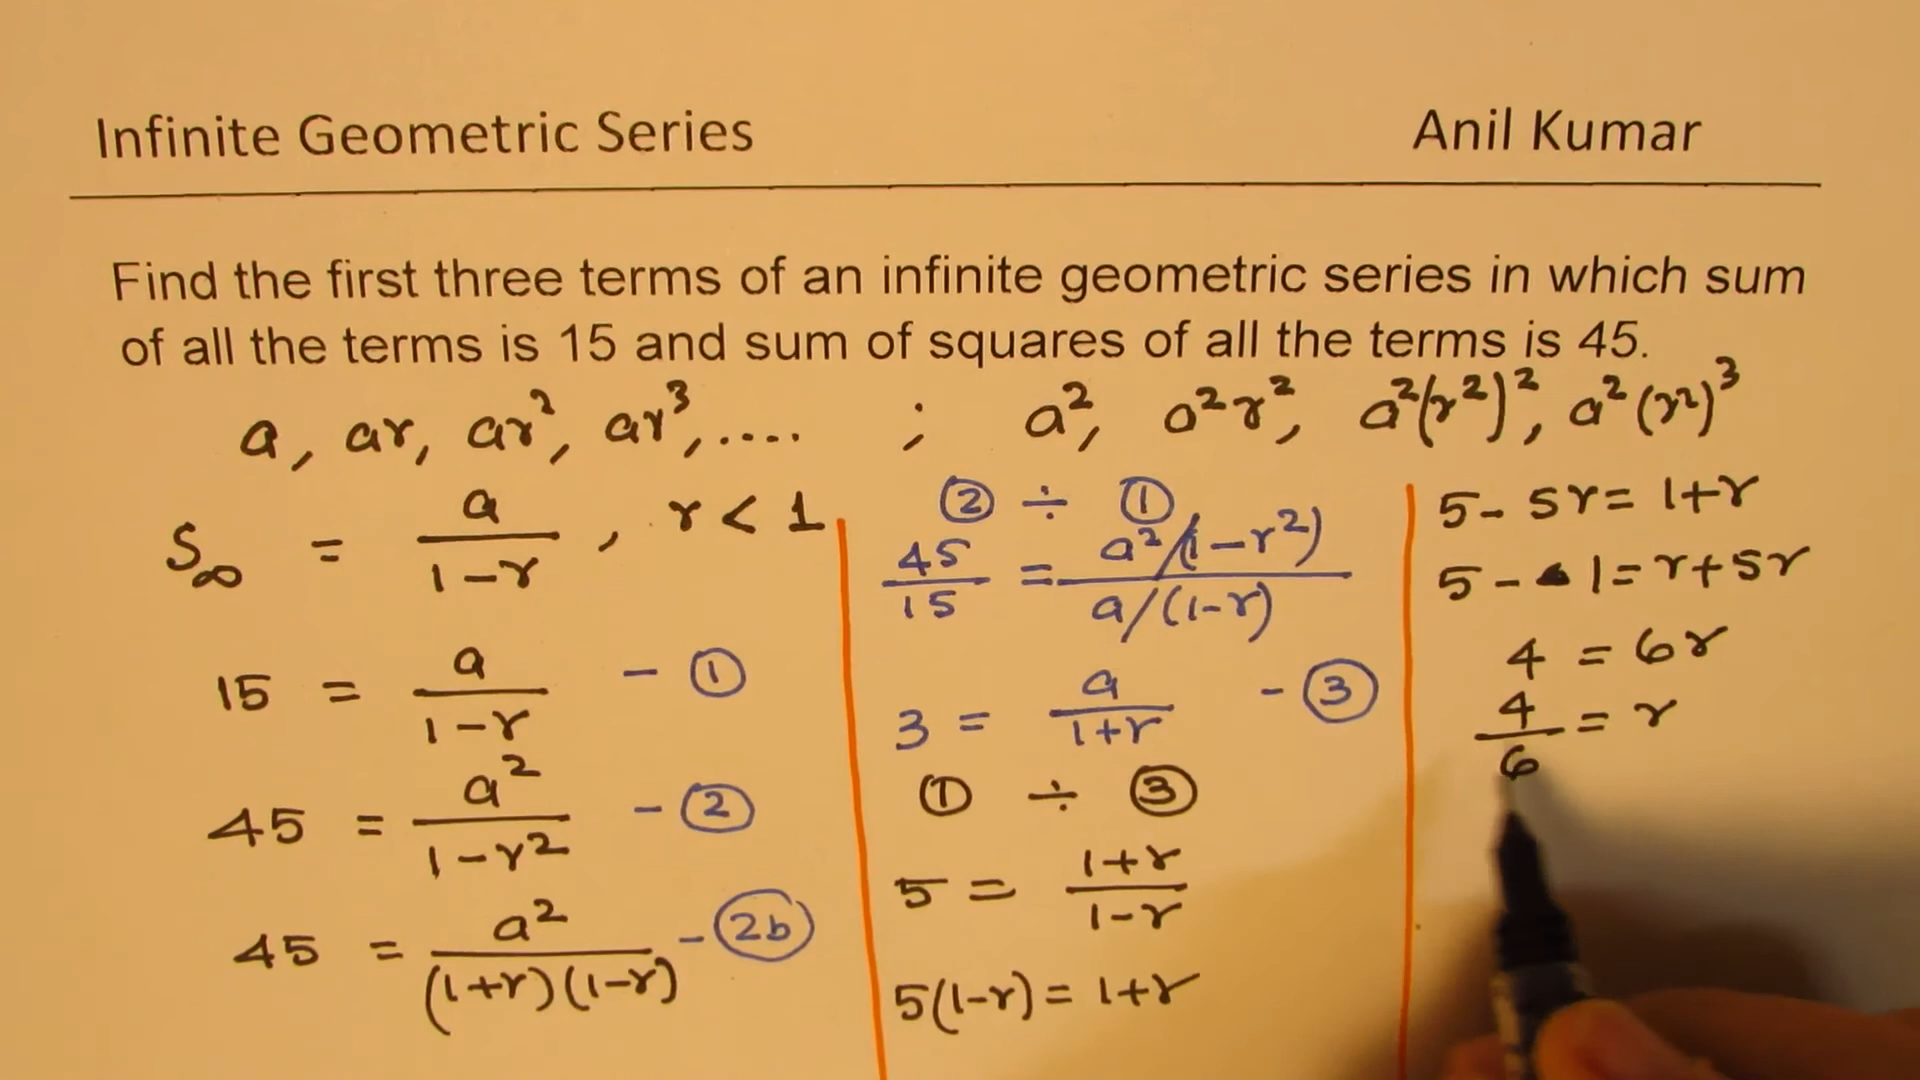 Infinite Geometric Series
Anil Kumar
Find the first three terms of an infinite geometric series in which sum
of all the terms is 15 and sum of squares of all the terms is 45.
a, ar, ar², ar³, .... ; a², a²r², a²(r²)², a²(r²)³
S∞ = a/(1-r), r < 1
15 = a/(1-r) - ①
45 = a²/(1-r²) - ②
45 = a²/((1+r)(1-r)) - (2b)
② ÷ ①
45/15 = (a²/(1-r²))/(a/(1-r))
3 = a/(1+r) - ③
① ÷ ③
5 = (1+r)/(1-r)
5(1-r) = 1+r
5-5r = 1+r
5-1 = r+5r
4 = 6r
4/6 = r